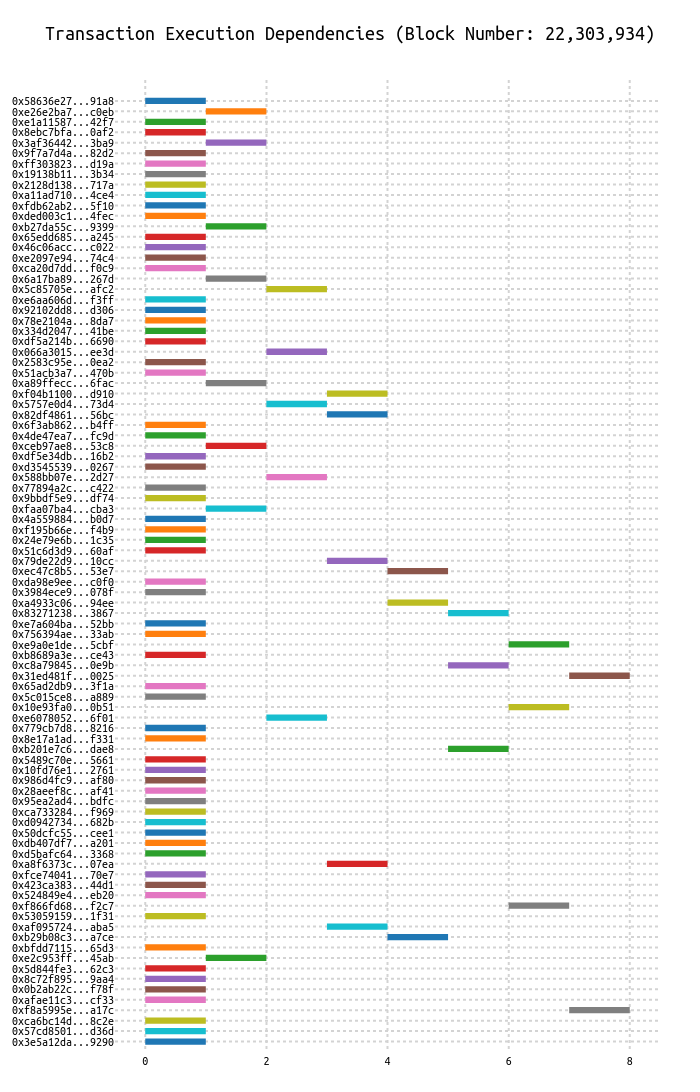 Transaction Execution Dependencies (Block Number: 22,303,934)
0x58636e27...91a8
0xe26e2ba7...c0eb
0xe1a11587...42f7
0x8ebc7bfa...0af2
0x3af36442...3ba9
0x9f7a7d4a...82d2
0xff303823...d19a
0x19138b11...3b34
0x2128d138...717a
0xa11ad710...4ce4
0xfdb62ab2...5f10
0xded003c1...4fec
0xb27da55c...9399
0x65edd685...a245
0x46c06acc...c022
0xe2097e94...74c4
0xca20d7dd...f0c9
0x6a17ba89...267d
0x5c85705e...afc2
0xe6aa606d...f3ff
0x92102dd8...d306
0x78e2104a...8da7
0x334d2047...41be
0xdf5a214b...6690
0x066a3015...ee3d
0x2583c95e...0ea2
0x51acb3a7...470b
0xa89ffecc...6fac
0xf04b1100...d910
0x5757e0d4...73d4
0x82df4861...56bc
0x6f3ab862...b4ff
0x4de47ea7...fc9d
0xceb97ae8...53c8
0xdf5e34db...16b2
0xd3545539...0267
0x588bb07e...2d27
0x77894a2c...c422
0x9bbdf5e9...df74
0xfaa07ba4...cba3
0x4a559884...b0d7
0xf195b66e...f4b9
0x24e79e6b...1c35
0x51c6d3d9...60af
0x79de22d9...10cc
0xec47c8b5...53e7
0xda98e9ee...c0f0
0x3984ece9...078f
0xa4933c06...94ee
0x83271238...3867
0xe7a604ba...52bb
0x756394ae...33ab
0xe9a0e1de...5cbf
0xb8689a3e...ce43
0xc8a79845...0e9b
0x31ed481f...0025
0x65ad2db9...3f1a
0x5c015ce8...a889
0x10e93fa0...0b51
0xe6078052...6f01
0x779cb7d8...8216
0x8e17a1ad...f331
0xb201e7c6...dae8
0x5489c70e...5661
0x10fd76e1...2761
0x986d4fc9...af80
0x28aeef8c...af41
0x95ea2ad4...bdfc
0xca733284...f969
0xd0942734...682b
0x50dcfc55...cee1
0xdb407df7...a201
0xd5bafc64...3368
0xa8f6373c...07ea
0xfce74041...70e7
0x423ca383...44d1
0x524849e4...eb20
0xf866fd68...f2c7
0x53059159...1f31
0xaf095724...aba5
0xb29b08c3...a7ce
0xbfdd7115...65d3
0xe2c953ff...45ab
0x5d844fe3...62c3
0x8c72f895...9aa4
0x0b2ab22c...f78f
0xafae11c3...cf33
0xf8a5995e...a17c
0xca6bc14d...8c2e
0x57cd8501...d36d
0x3e5a12da...9290
0 2 4 6 8